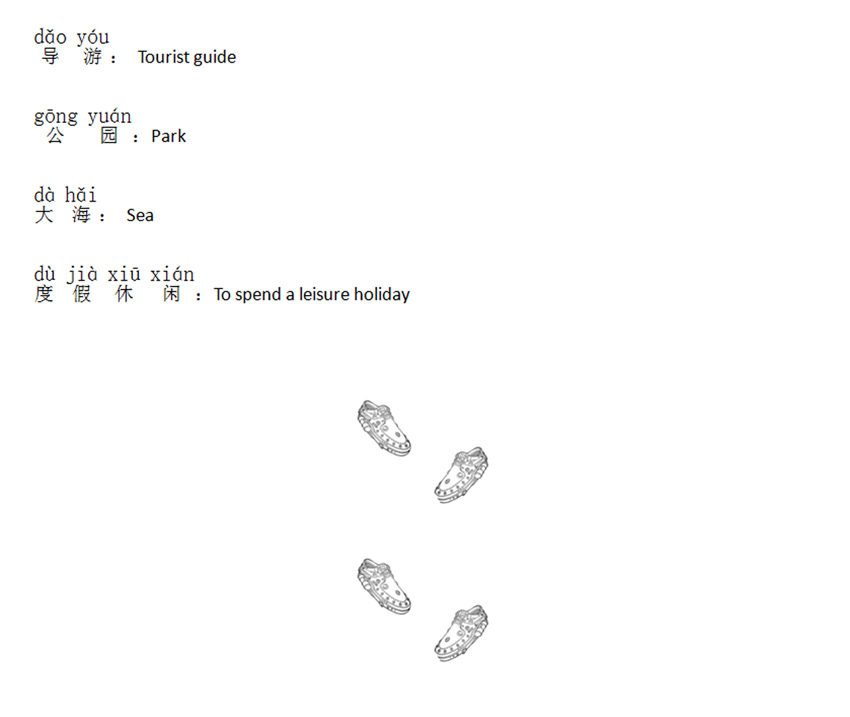 dǎo yóu
导 游： Tourist guide
gōng yuán
公 园 ：Park
dà hǎi
大 海： Sea
dù jià xiū xián
度 假 休 闲 ：To spend a leisure holiday